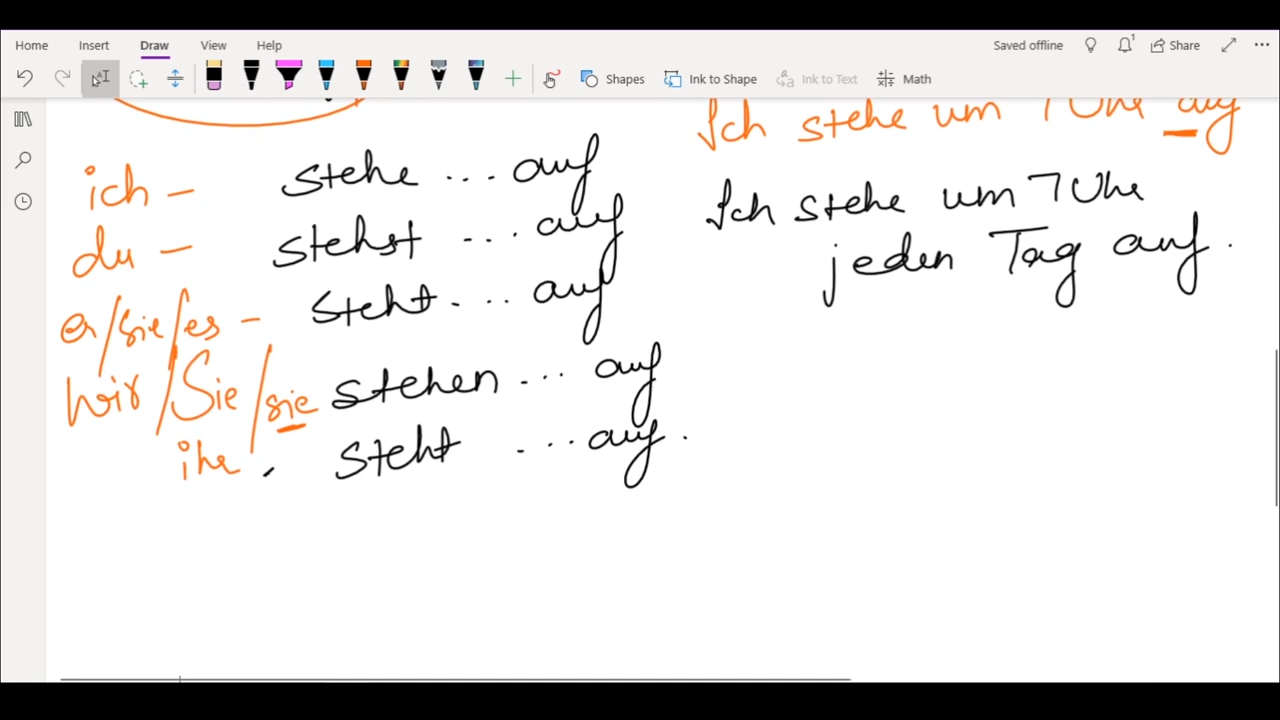 Home Insert Draw View Help Saved offline 1 Share
Shapes Ink to Shape Ink to Text Math
Ich stehe um 7 Uhr auf
ich - stehe ... auf
du - stehst ... auf
er/sie/es - steht ... auf
wir/Sie/sie stehen ... auf
ihr steht ... auf.
Ich stehe um 7 Uhr
jeden Tag auf.